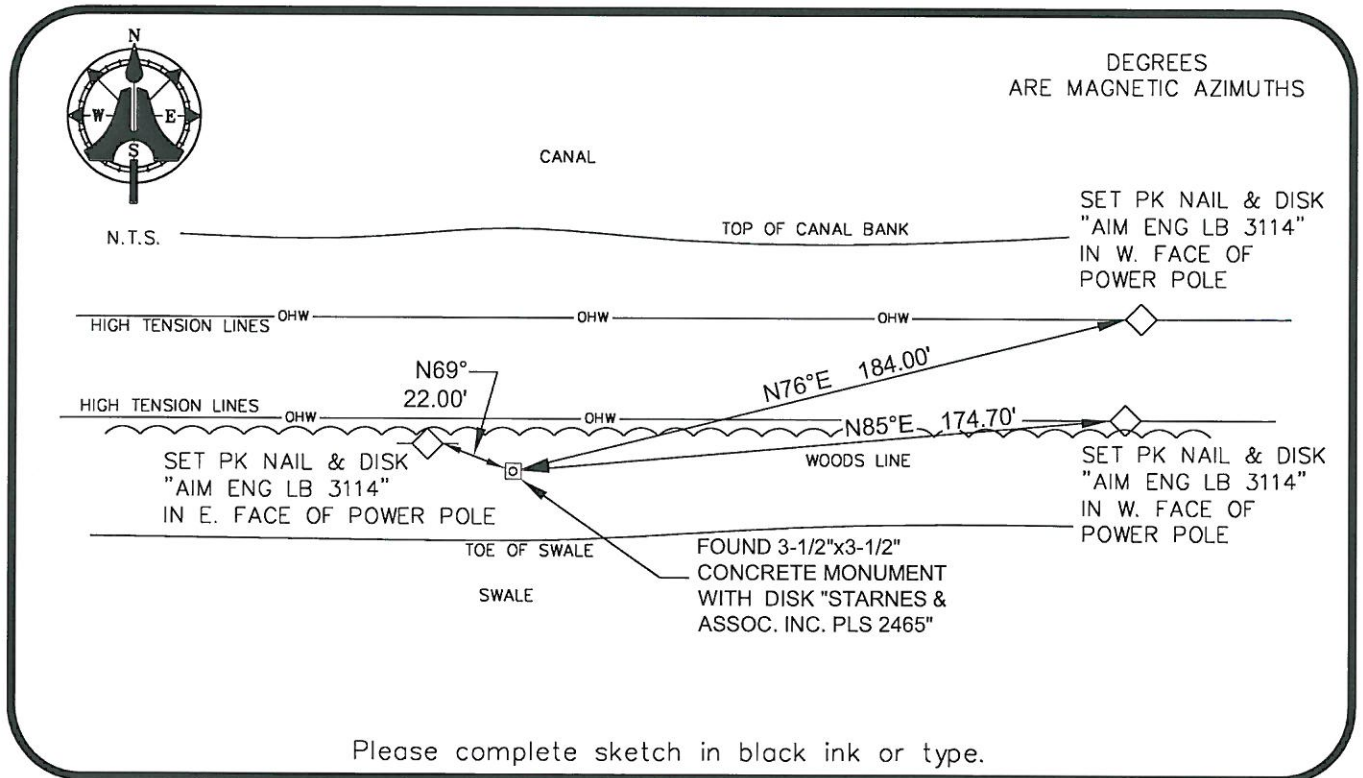 N
W
E
S
N.T.S.
DEGREES
ARE MAGNETIC AZIMUTHS
CANAL
TOP OF CANAL BANK
SET PK NAIL & DISK
"AIM ENG LB 3114"
IN W. FACE OF
POWER POLE
HIGH TENSION LINES
OHW
OHW
OHW
N69°
22.00'
N76°E 184.00'
HIGH TENSION LINES
OHW
OHW
N85°E 174.70'
WOODS LINE
SET PK NAIL & DISK
"AIM ENG LB 3114"
IN E. FACE OF POWER POLE
SET PK NAIL & DISK
"AIM ENG LB 3114"
IN W. FACE OF
POWER POLE
TOE OF SWALE
SWALE
FOUND 3-1/2"x3-1/2"
CONCRETE MONUMENT
WITH DISK "STARNES &
ASSOC. INC. PLS 2465"
Please complete sketch in black ink or type.